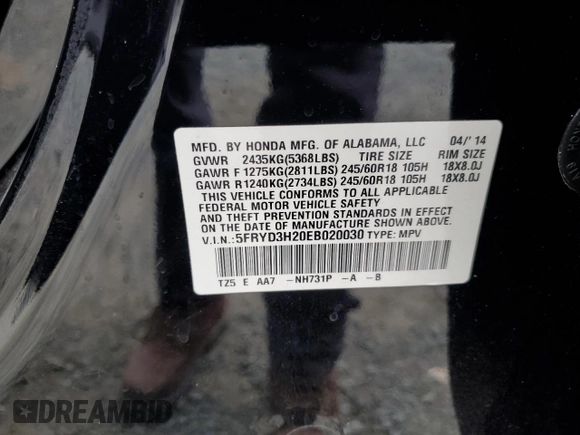 MFD. BY HONDA MFG. OF ALABAMA, LLC 04/'14
GVWR 2435KG(5368LBS) TIRE SIZE RIM SIZE
GAWR F 1275KG(2811LBS) 245/60R18 105H 18X8.0J
GAWR R 1240KG(2734LBS) 245/60R18 105H 18X8.0J
THIS VEHICLE CONFORMS TO ALL APPLICABLE
FEDERAL MOTOR VEHICLE SAFETY
AND THEFT PREVENTION STANDARDS IN EFFECT
ON THE DATE OF MANUFACTURE SHOWN ABOVE.
V.I.N.: 5FRYD3H20EB020030 TYPE: MPV
TZ5 E AA7 -NH731P -A -B
DREAMBID